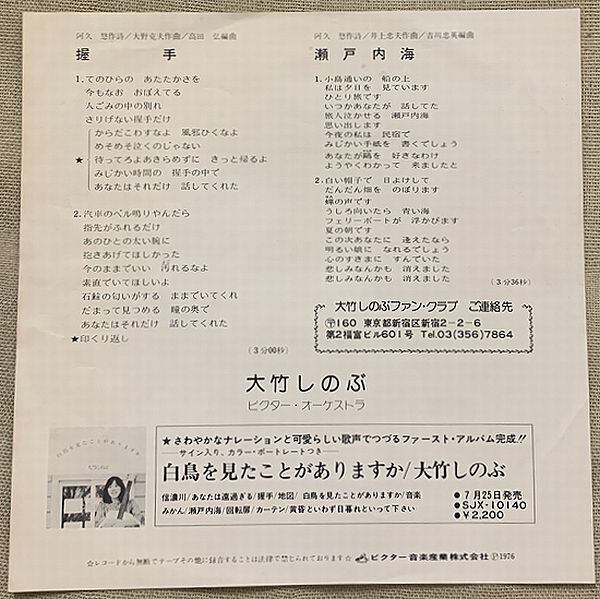 阿久　悠作詩／大野克夫作曲／高田　弘編曲
握　手
1.てのひらの　あたたかさを
今もなお　おぼえてる
人ごみの中の別れ
さりげない握手だけ
からだこわすなよ　風邪ひくなよ
めそめそ泣くのじゃない
★ 待ってろよあきらめずに　きっと帰るよ
みじかい時間の　握手の中で
あなたはそれだけ　話してくれた
2.汽車のベル鳴りやんだら
指先がふれるだけ
あのひとの太い腕に
抱きあげてほしかった
今のままでいい　汚れるなよ
素直でいてほしいよ
石鹸の匂いがする　ままでいてくれ
だまって見つめる　瞳の奥で
あなたはそれだけ　話してくれた
★印くり返し
(3分00秒)
阿久　悠作詩／井上忠夫作曲／吉川忠英編曲
瀬戸内海
1.小島通いの　船の上
私は夕日を　見ています
ひとり旅です
いつかあなたが　話してた
旅人泣かせる　瀬戸内海
思い出します
今夜の私は　民宿で
みじかい手紙を　書くでしょう
あなたが島を　好きなわけ
ようやくわかって　来ましたと
2.白い帽子で　日よけして
だんだん畑を　のぼります
蝉の声です
うしろ向いたら　青い海
フェリーボートが　浮かびます
夏の朝です
この次あなたに　逢えたなら
明るい娘に　なれるでしょう
心のすきまに　すんでいた
悲しみなんかも　消えました
悲しみなんかも　消えました
(3分36秒)
大竹しのぶファン・クラブ　ご連絡先
〒160 東京都新宿区新宿2-2-6
第2福富ビル601号 Tel.03(356)7864
大竹しのぶ
ビクター・オーケストラ
白鳥を見たことがありますか
★さわやかなナレーションと可愛らしい歌声でつづるファースト・アルバム完成!!
──サイン入り、カラー・ポートレートつき──
白鳥を見たことがありますか／大竹しのぶ
信濃川／あなたは遠過ぎる／握手／地図／白鳥を見たことがありますか／音楽
みかん／瀬戸内海／回転扉／カーテン／黄昏といわず日暮れといって下さい
●7月25日発売
●SJX-10140
●¥2,200
☆レコードから無断でテープその他に録音することは法律で禁じられております☆
ビクター音楽産業株式会社 Ⓟ1976